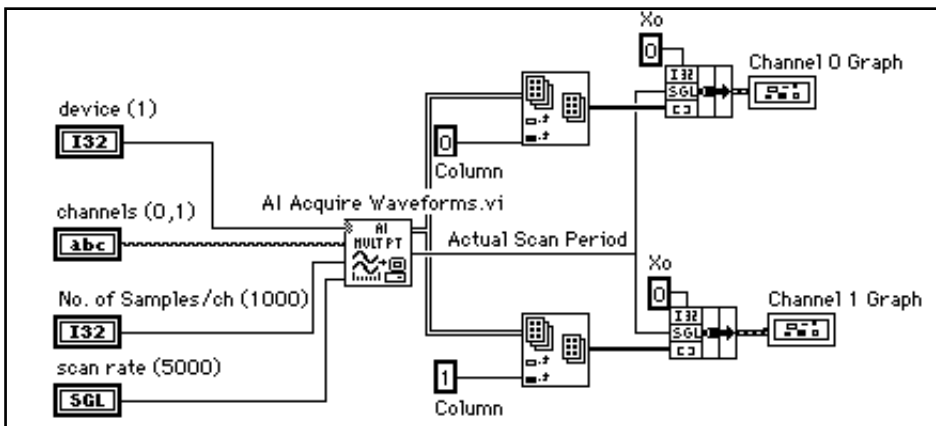 device (1)
I32
channels (0,1)
abc
No. of Samples/ch (1000)
I32
scan rate (5000)
SGL
AI Acquire Waveforms.vi
AI
MULT PT
0
Column
1
Column
Actual Scan Period
Xo
0
I32
SGL
Channel 0 Graph
Xo
0
I32
SGL
Channel 1 Graph